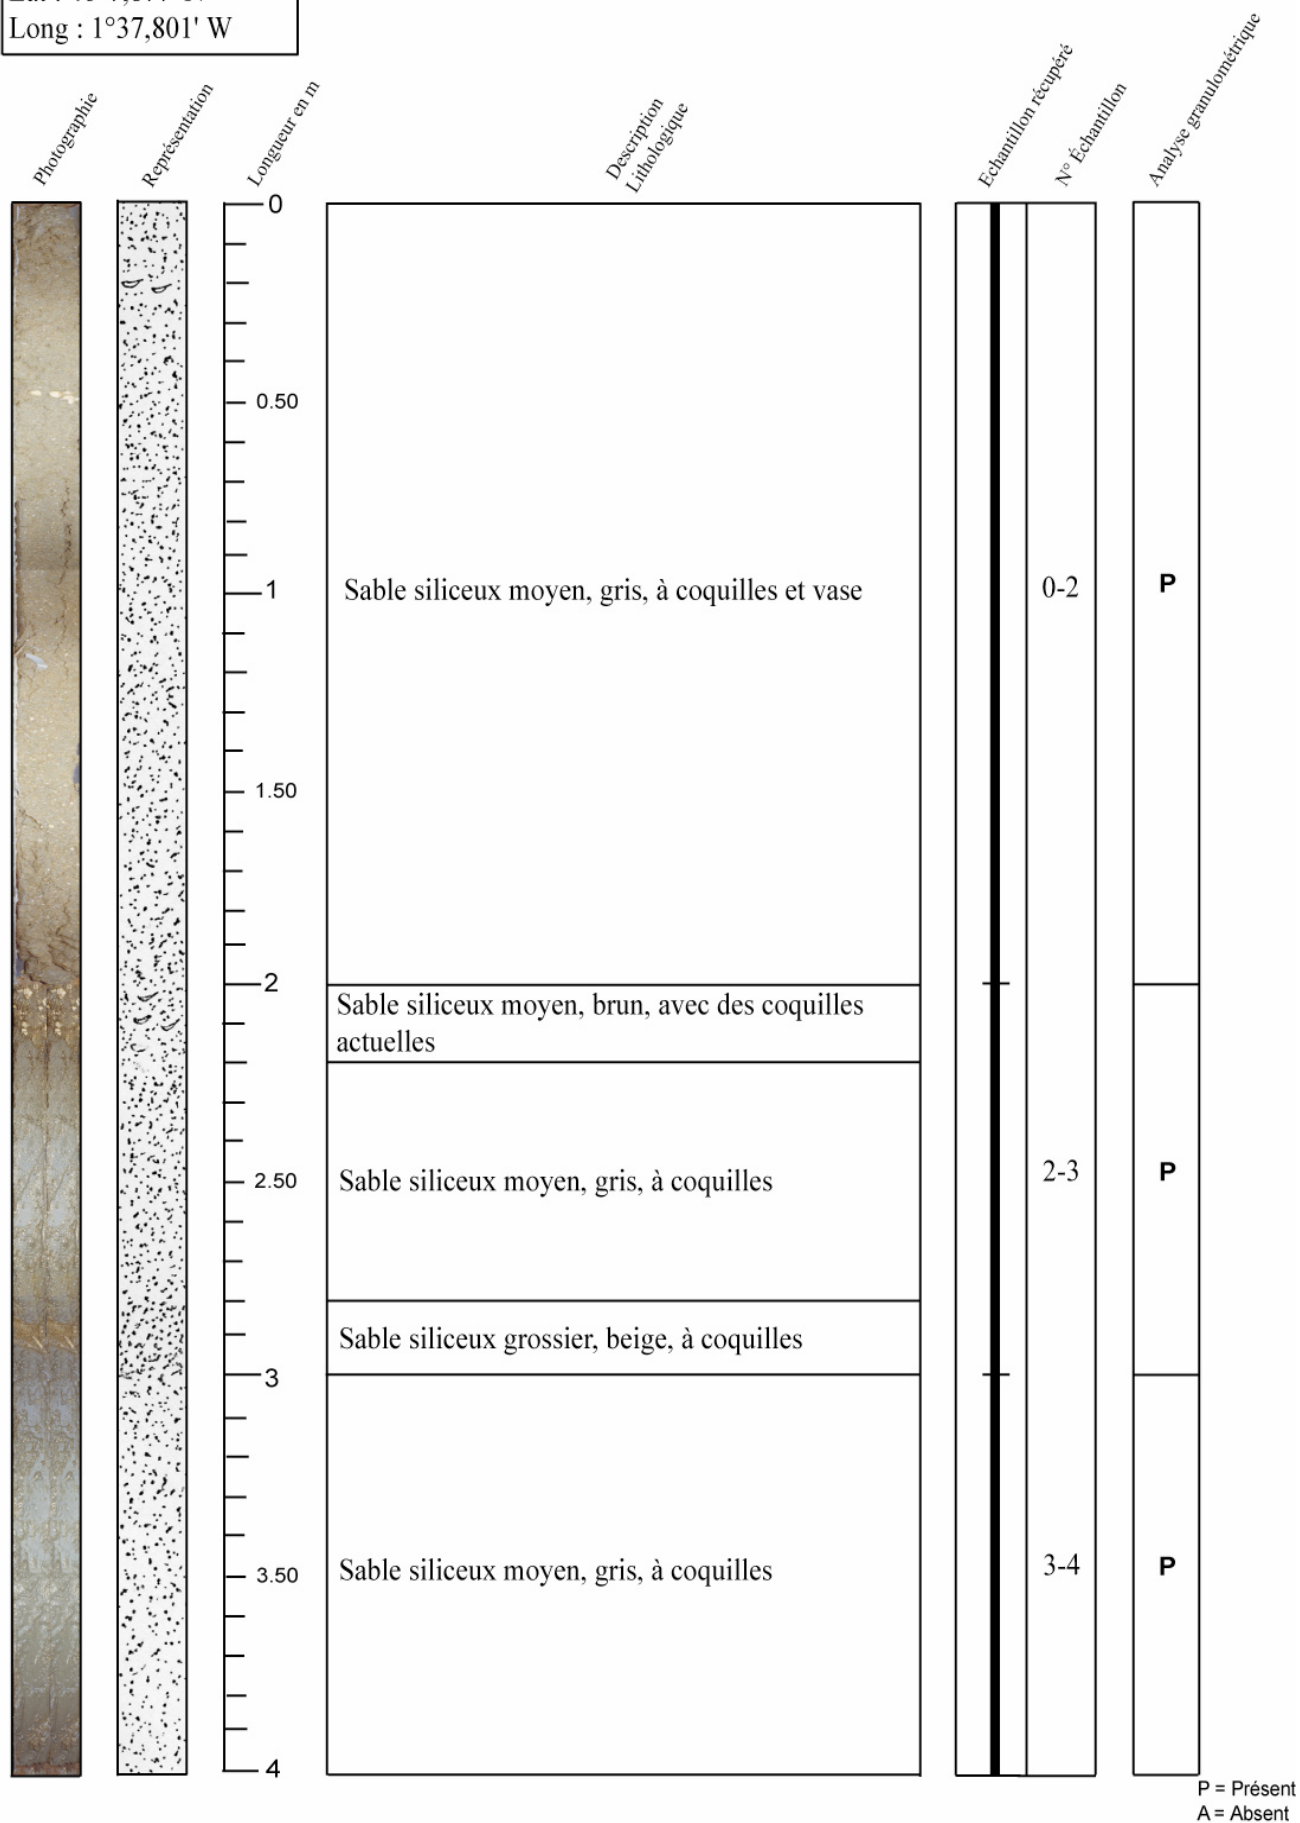 Long : 1°37,801' W
Photographie
Représentation
Longueur en m
Description
Lithologique
Echantillon récupéré
N° Échantillon
Analyse granulométrique
0
0.50
1
Sable siliceux moyen, gris, à coquilles et vase
0-2
P
1.50
2
Sable siliceux moyen, brun, avec des coquilles
actuelles
2.50
Sable siliceux moyen, gris, à coquilles
2-3
P
Sable siliceux grossier, beige, à coquilles
3
3.50
Sable siliceux moyen, gris, à coquilles
3-4
P
4
P = Présent
A = Absent